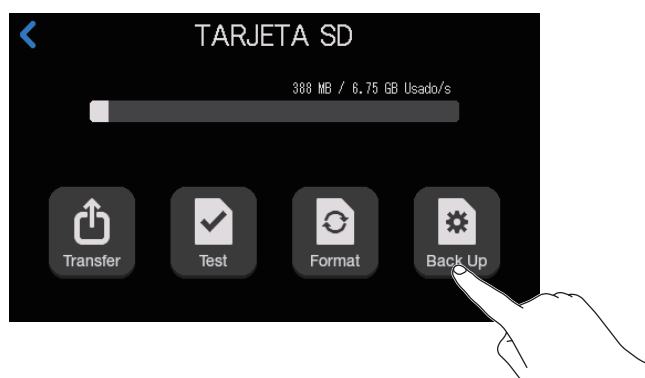 TARJETA SD
388 MB / 6.75 GB Usado/s
Transfer
Test
Format
Back Up